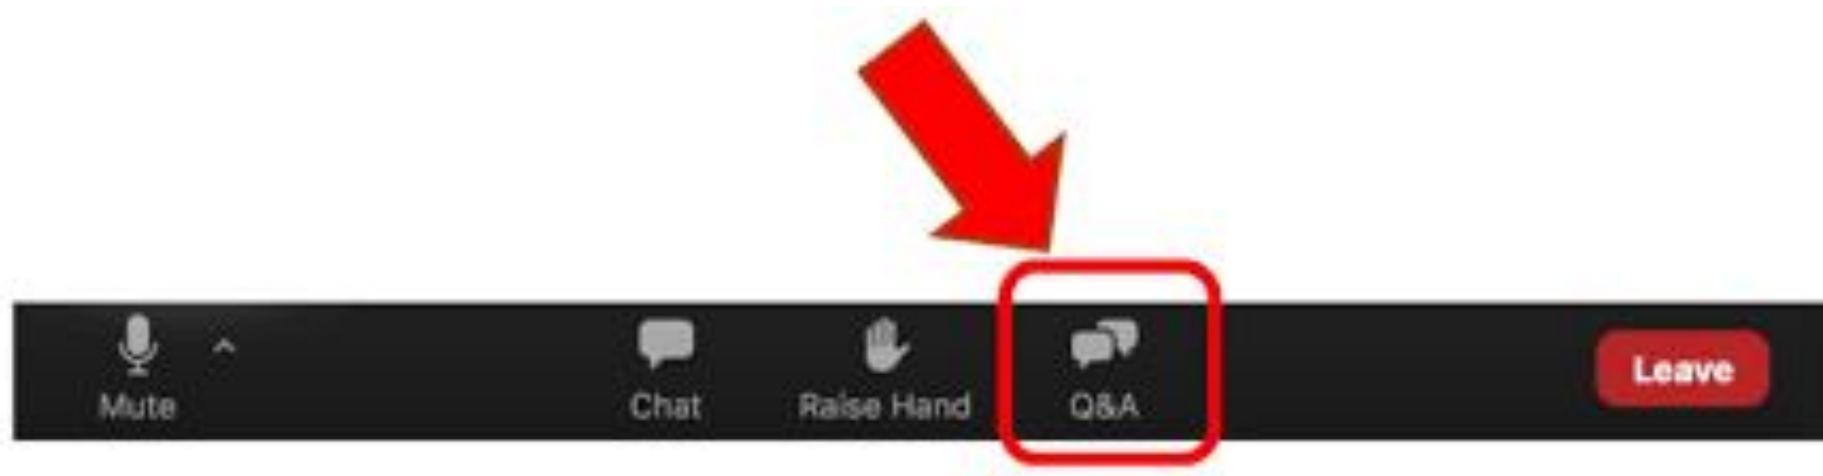 Mute
Chat
Raise Hand
Q&A
Leave